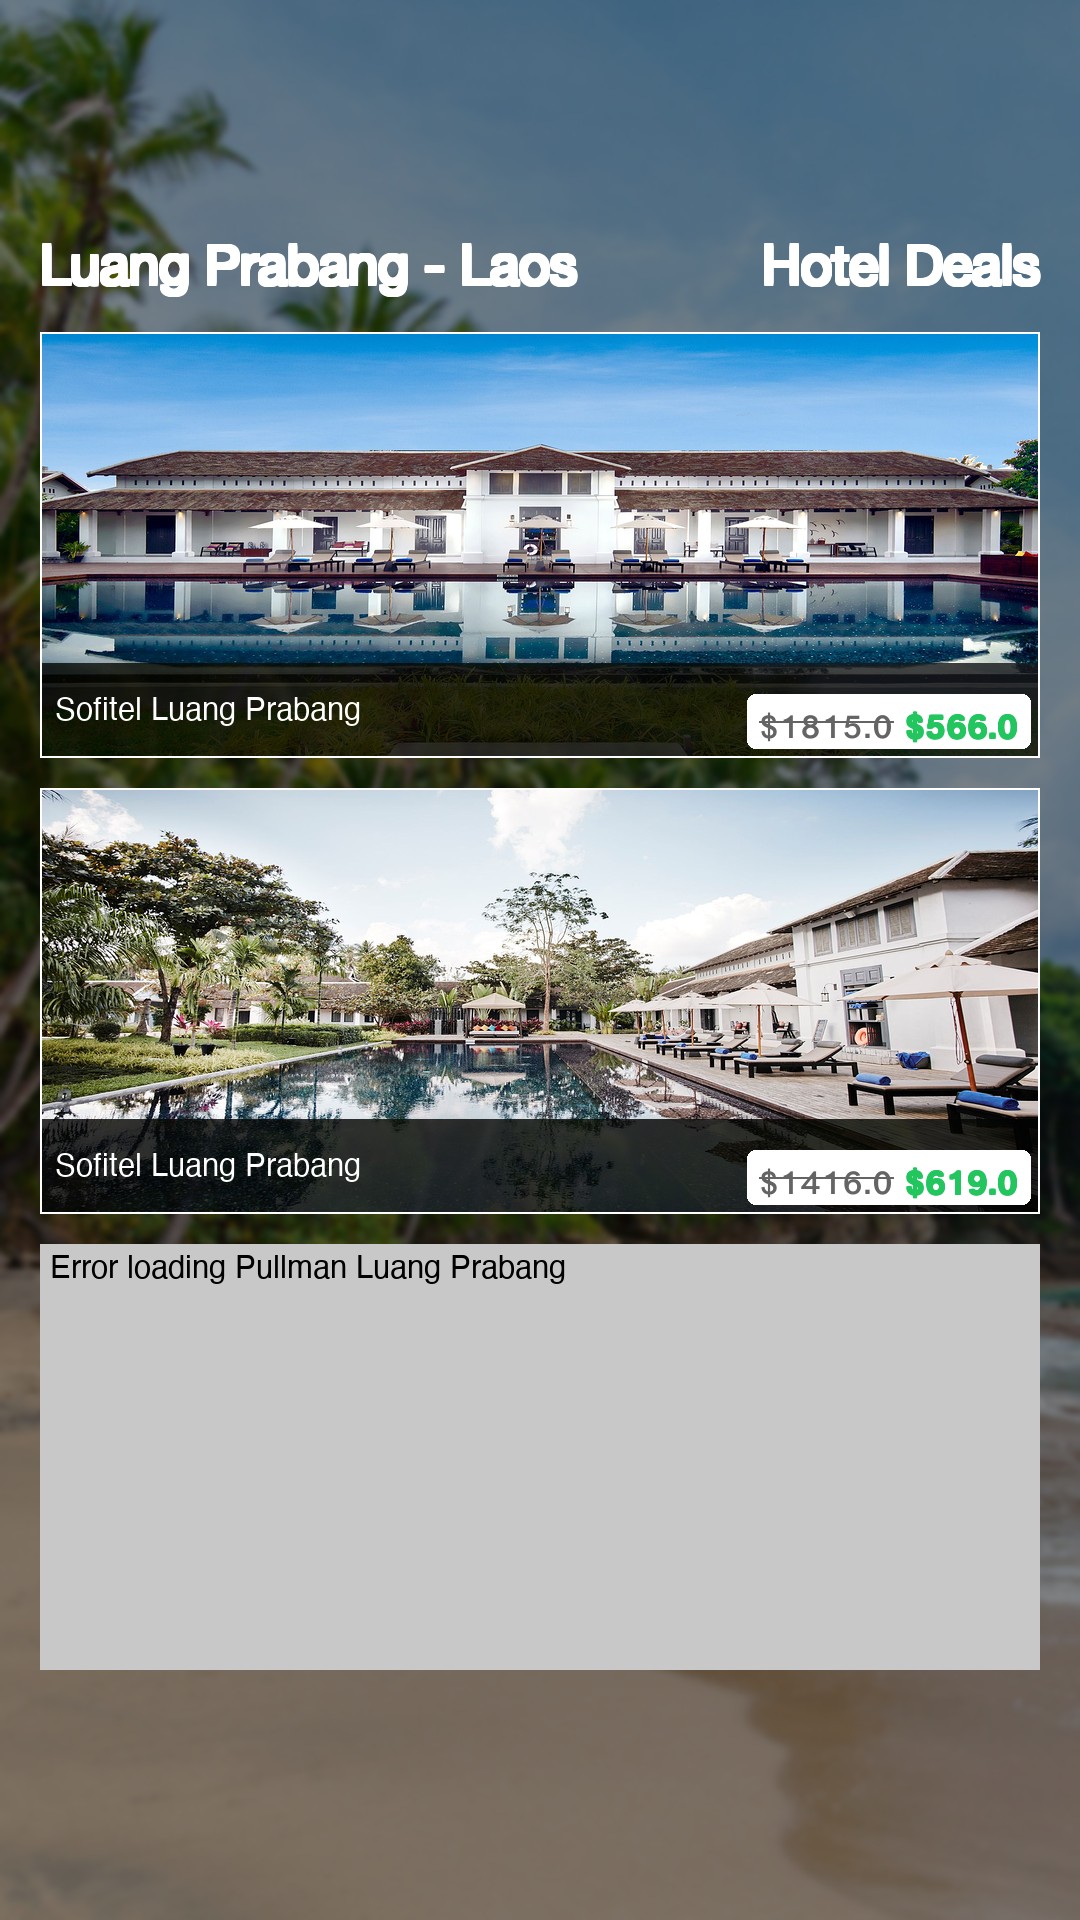 Luang Prabang - Laos Hotel Deals
Sofitel Luang Prabang
$1815.0 $566.0
Sofitel Luang Prabang
$1416.0 $619.0
Error loading Pullman Luang Prabang